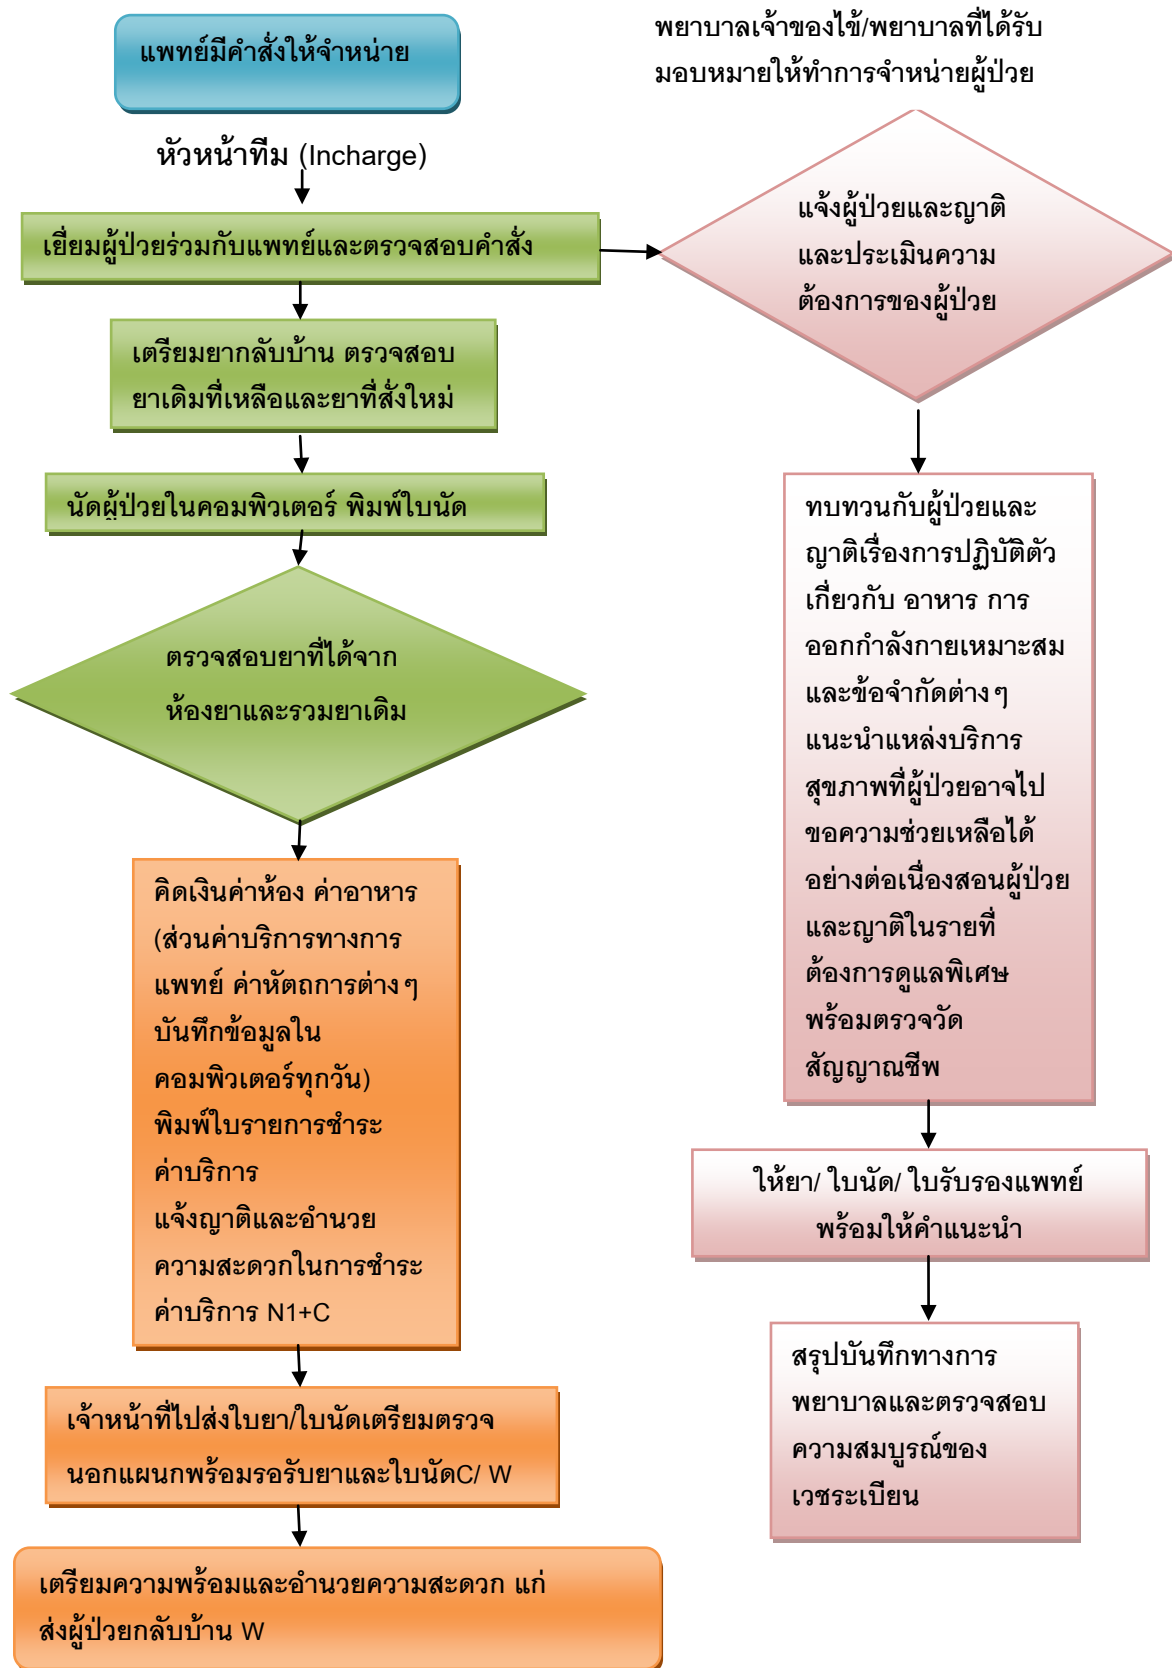 แพทย์มีคำสั่งให้จำหน่าย
หัวหน้าทีม (Incharge)
เยี่ยมผู้ป่วยร่วมกับแพทย์และตรวจสอบคำสั่ง
เตรียมยากลับบ้าน ตรวจสอบ
ยาเดิมที่เหลือและยาที่สั่งใหม่
นัดผู้ป่วยในคอมพิวเตอร์ พิมพ์ใบนัด
ตรวจสอบยาที่ได้จาก
ห้องยาและรวมยาเดิม
คิดเงินค่าห้อง ค่าอาหาร
(ส่วนค่าบริการทางการ
แพทย์ ค่าหัตถการต่างๆ
บันทึกข้อมูลใน
คอมพิวเตอร์ทุกวัน)
พิมพ์ใบรายการชำระ
ค่าบริการ
แจ้งญาติและอำนวย
ความสะดวกในการชำระ
ค่าบริการ N1+C
เจ้าหน้าที่ไปส่งใบยา/ใบนัดเตรียมตรวจ
นอกแผนกพร้อมรอรับยาและใบนัดC/ W
เตรียมความพร้อมและอำนวยความสะดวก แก่
ส่งผู้ป่วยกลับบ้าน W
พยาบาลเจ้าของไข้/พยาบาลที่ได้รับ
มอบหมายให้ทำการจำหน่ายผู้ป่วย
แจ้งผู้ป่วยและญาติ
และประเมินความ
ต้องการของผู้ป่วย
ทบทวนกับผู้ป่วยและ
ญาติเรื่องการปฏิบัติตัว
เกี่ยวกับ อาหาร การ
ออกกำลังกายเหมาะสม
และข้อจำกัดต่างๆ
แนะนำแหล่งบริการ
สุขภาพที่ผู้ป่วยอาจไป
ขอความช่วยเหลือได้
อย่างต่อเนื่องสอนผู้ป่วย
และญาติในรายที่
ต้องการดูแลพิเศษ
พร้อมตรวจวัด
สัญญาณชีพ
ให้ยา/ ใบนัด/ ใบรับรองแพทย์
พร้อมให้คำแนะนำ
สรุปบันทึกทางการ
พยาบาลและตรวจสอบ
ความสมบูรณ์ของ
เวชระเบียน